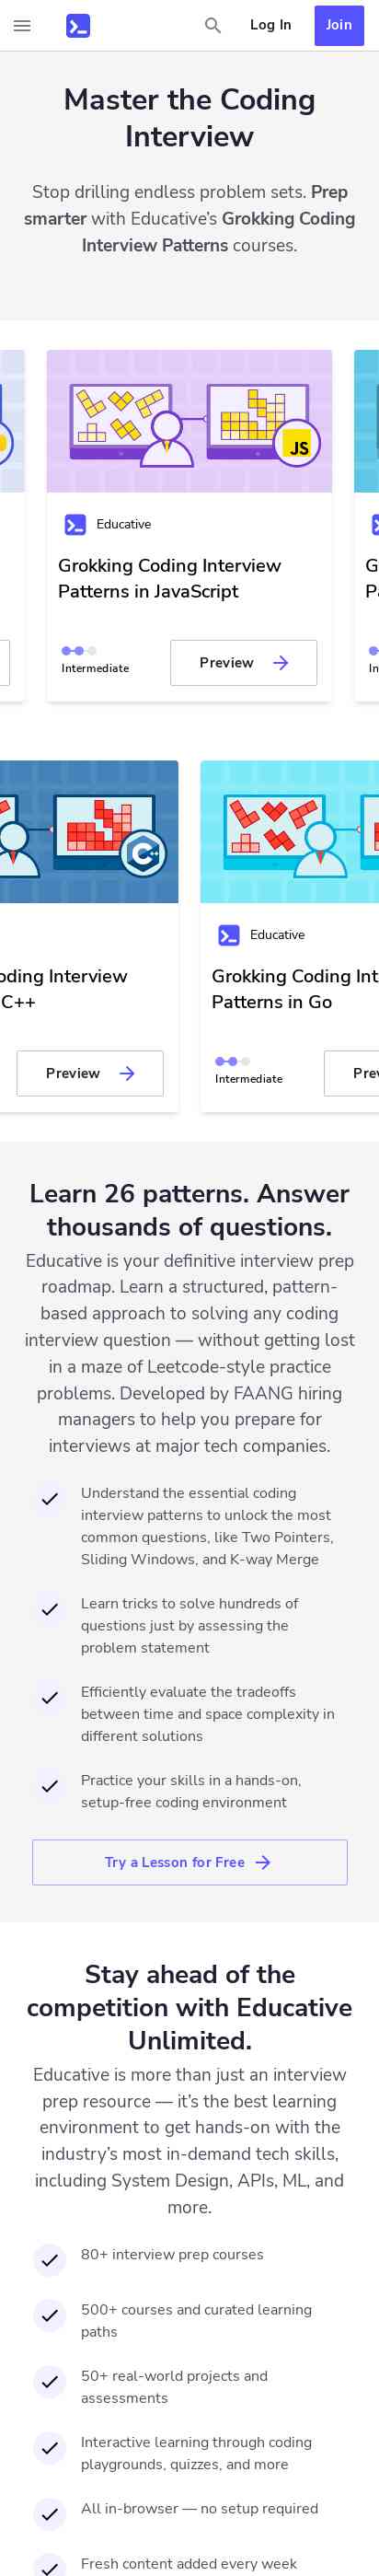 Log In
Join
Master the Coding
Interview
Stop drilling endless problem sets. Prep
smarter with Educative’s Grokking Coding
Interview Patterns courses.
JS
Educative
Grokking Coding Interview
Patterns in JavaScript
G
Pa
Intermediate
Preview
In
C++
Educative
oding Interview
C++
Grokking Coding Int
Patterns in Go
Preview
Intermediate
Prev
Learn 26 patterns. Answer
thousands of questions.
Educative is your definitive interview prep
roadmap. Learn a structured, pattern-
based approach to solving any coding
interview question — without getting lost
in a maze of Leetcode-style practice
problems. Developed by FAANG hiring
managers to help you prepare for
interviews at major tech companies.
Understand the essential coding
interview patterns to unlock the most
common questions, like Two Pointers,
Sliding Windows, and K-way Merge
Learn tricks to solve hundreds of
questions just by assessing the
problem statement
Efficiently evaluate the tradeoffs
between time and space complexity in
different solutions
Practice your skills in a hands-on,
setup-free coding environment
Try a Lesson for Free
Stay ahead of the
competition with Educative
Unlimited.
Educative is more than just an interview
prep resource — it’s the best learning
environment to get hands-on with the
industry’s most in-demand tech skills,
including System Design, APIs, ML, and
more.
80+ interview prep courses
500+ courses and curated learning
paths
50+ real-world projects and
assessments
Interactive learning through coding
playgrounds, quizzes, and more
All in-browser — no setup required
Fresh content added every week